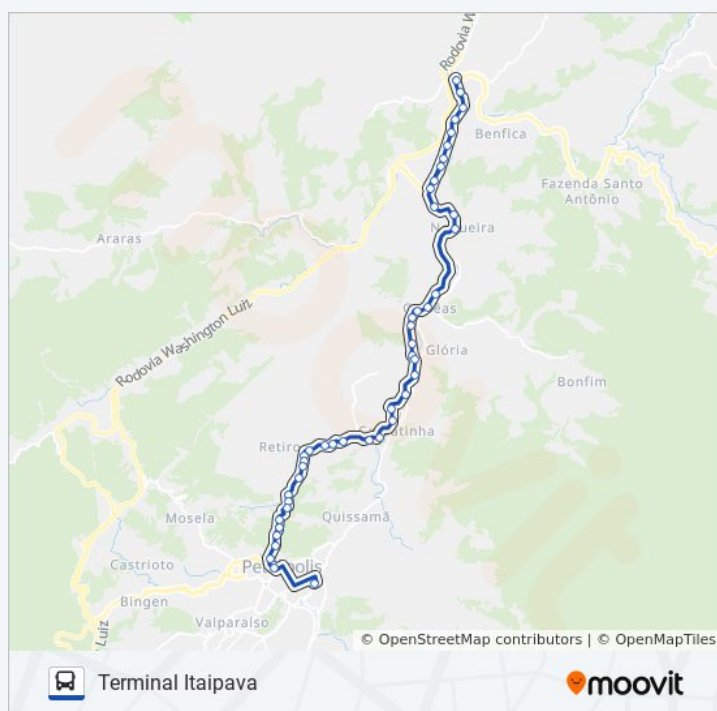 Rodovia W
Benfica
Fazenda Santo
Antônio
Araras
Rodovia Washington Luiz
Glória
Bonfim
Retiro
Mosela
Quissamã
Castrioto
Bingen
Valparaíso
Luiz
© OpenStreetMap contributors | © OpenMapTiles
Terminal Itaipava
moovit